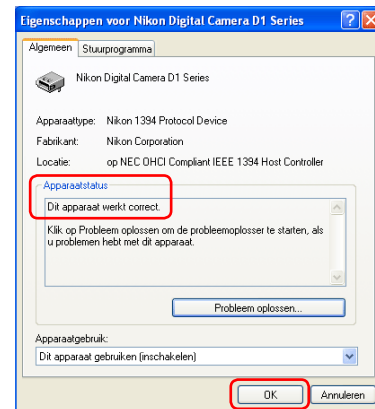 Eigenschappen voor Nikon Digital Camera D1 Series
Algemeen Stuurprogramma
Nikon Digital Camera D1 Series
Apparaattype: Nikon 1394 Protocol Device
Fabrikant: Nikon Corporation
Locatie: op NEC OHCI Compliant IEEE 1394 Host Controller
Apparaatstatus
Dit apparaat werkt correct.
Klik op Probleem oplossen om de probleemoplosser te starten, als
u problemen hebt met dit apparaat.
Probleem oplossen...
Apparaatgebruik:
Dit apparaat gebruiken (inschakelen)
OK Annuleren